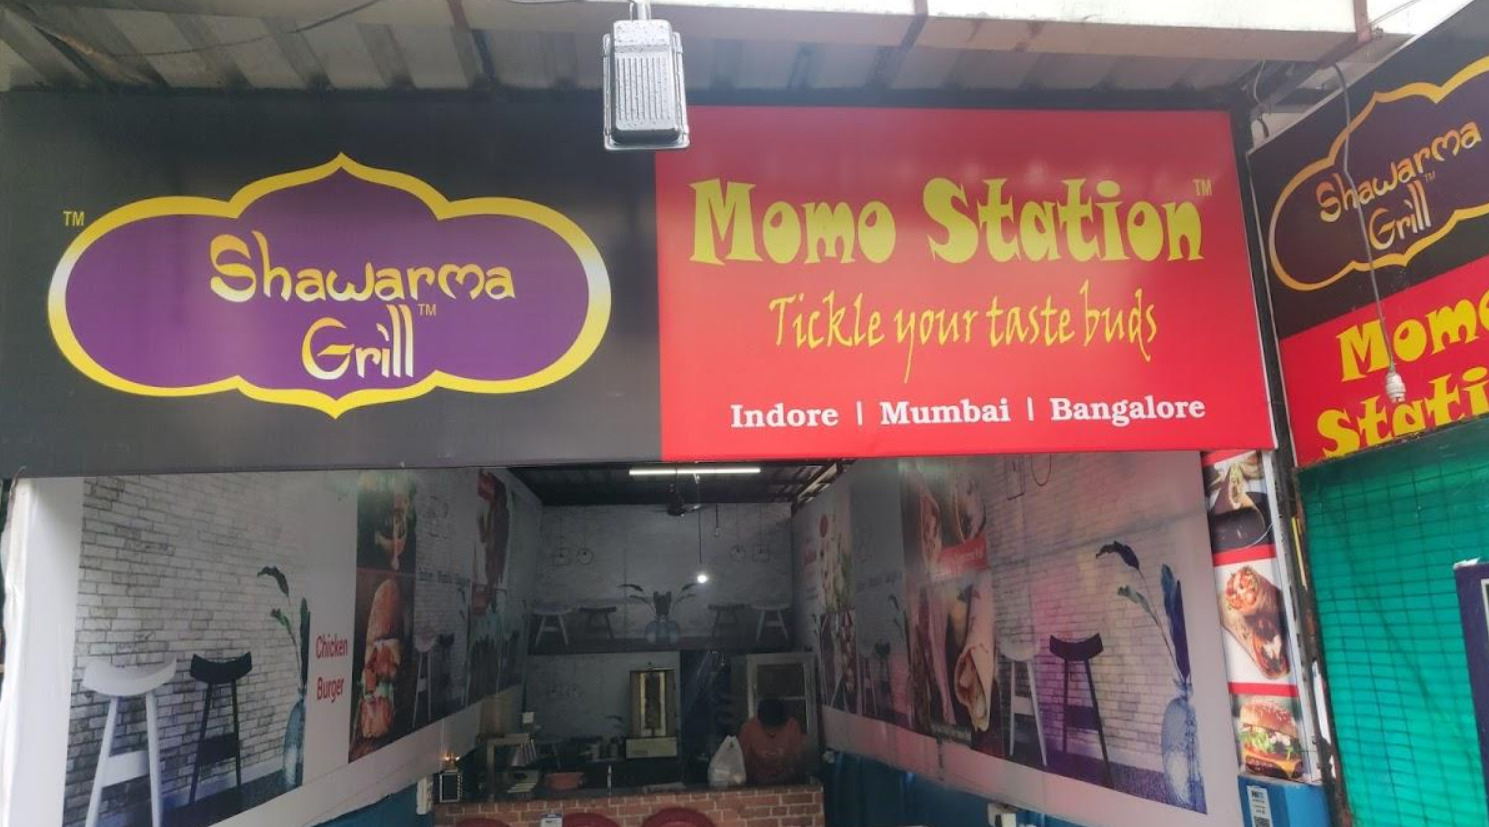 TM
Shawarma
Grill TM
Momo Station TM
Tickle your taste buds
Indore | Mumbai | Bangalore
Shawarma
Grill TM
Momo
Stati
Chicken
Burger